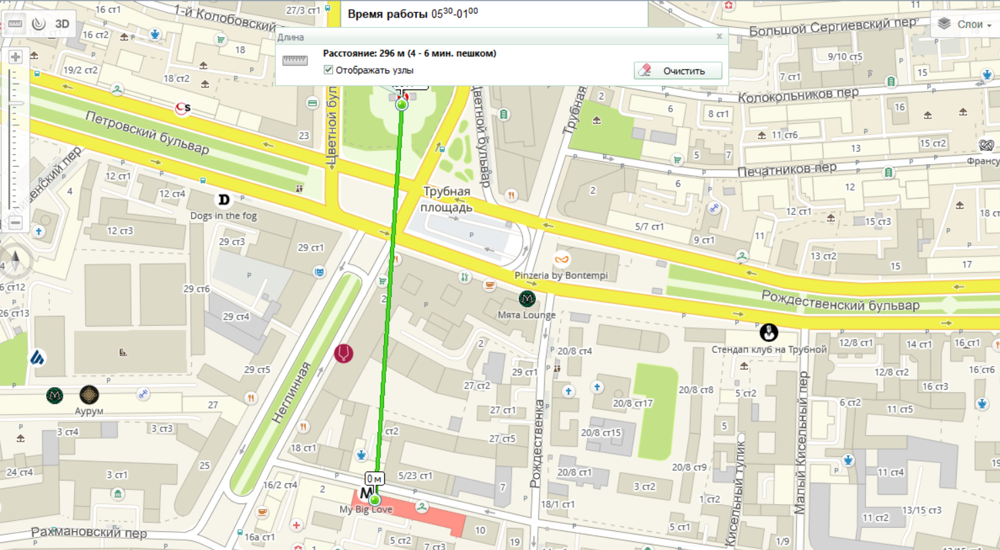 16 ст1
1-й Колобовский
27/3 ст1
Время работы 05³⁰-01⁰⁰
11
Большой Сергиевский пер
Слои
3D
16 ст2
18
Длина
x
Расстояние: 296 м (4 - 6 мин. пешком)
Отображать узлы
Очистить
9/10 ст5
19/2 ст2
18 ст2
7 ст1
15
Колокольников пер
Петровский бульвар
S
Цветной бул
Цветной бульвар
Трубная
2
6
8 ст1
16
23
11 ст6
13
15 ст2
5
7
Франсу
Печатников пер
12 ст1
12 ст4
4
Трубная
площадь
2
6
12
Dogs in the fog
D
12 ст1
15 ст3
18 ст
5/7 ст1
9 ст1
11
12 ст3
29 ст3
29 ст1
P
13 ст2
15
17
Pinzeria by Bontempi
29 ст6
Рождественский бульвар
М
Мята Lounge
26 ст13
29 ст4
Стендап клуб на Трубной
2
20/8 ст4
12/8 ст1
14 ст1
16 ст1
29 ст5
29 ст1
12/8 ст2
16 ст6
27 ст2
20/8 ст8
5 ст2
16 ст3
Аурум
27
Неглинная
27 ст1
20/8 ст17
6 ст2
11 ст5
3 ст4
3 ст3
ст2
27 ст5
Рождественка
20/8 ст15
5
Малый Кисельный пер
18 ст1
24 ст4
3 ст1
25
20/8 ст1
20/8 ст9
11 ст4
16/2 ст4
2
0 м
5/23 ст1
7
3 ст2
М
My Big Love
18/1 ст1
1 ст2
Кисельный тупик
13/15 ст3
11 ст2
Рахмановский пер
16а ст1
5 ст2
7 ст3
10
19
5 ст1
1/9